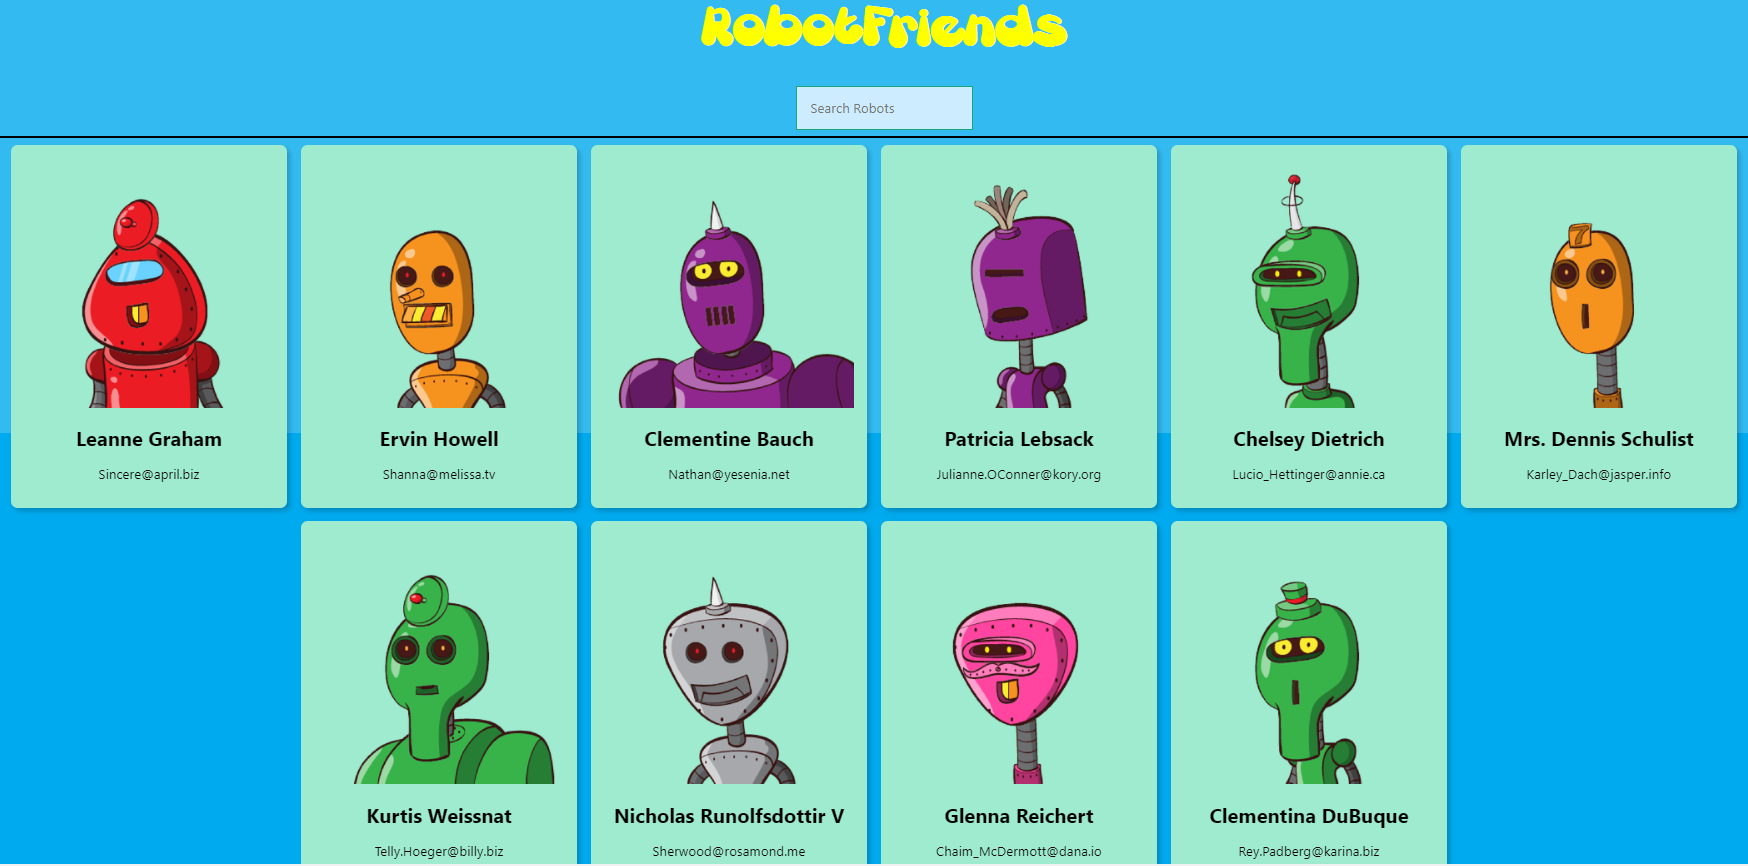 RobotFriends
Search Robots
7
Leanne Graham
Sincere@april.biz
Ervin Howell
Shanna@melissa.tv
Clementine Bauch
Nathan@yesenia.net
Patricia Lebsack
Julianne.OConner@kory.org
Chelsey Dietrich
Lucio_Hettinger@annie.ca
Mrs. Dennis Schulist
Karley_Dach@jasper.info
Kurtis Weissnat
Telly.Hoeger@billy.biz
Nicholas Runolfsdottir V
Sherwood@rosamond.me
Glenna Reichert
Chaim_McDermott@dana.io
Clementina DuBuque
Rey.Padberg@karina.biz